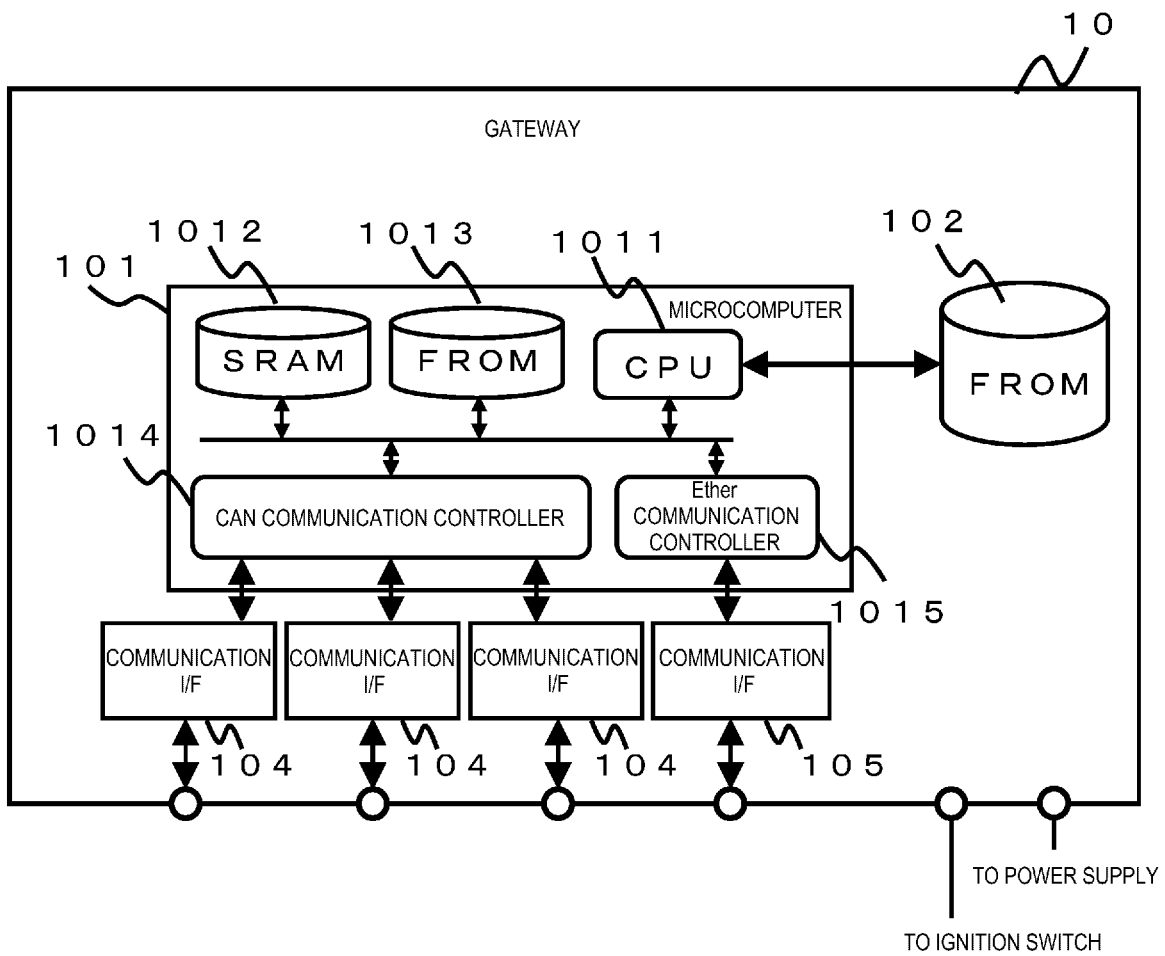 10
GATEWAY
1012
1013
1011
102
101
MICROCOMPUTER
SRAM
FROM
CPU
FROM
1014
CAN COMMUNICATION CONTROLLER
Ether
COMMUNICATION
CONTROLLER
1015
COMMUNICATION
I/F
COMMUNICATION
I/F
COMMUNICATION
I/F
COMMUNICATION
I/F
104
104
104
105
TO POWER SUPPLY
TO IGNITION SWITCH